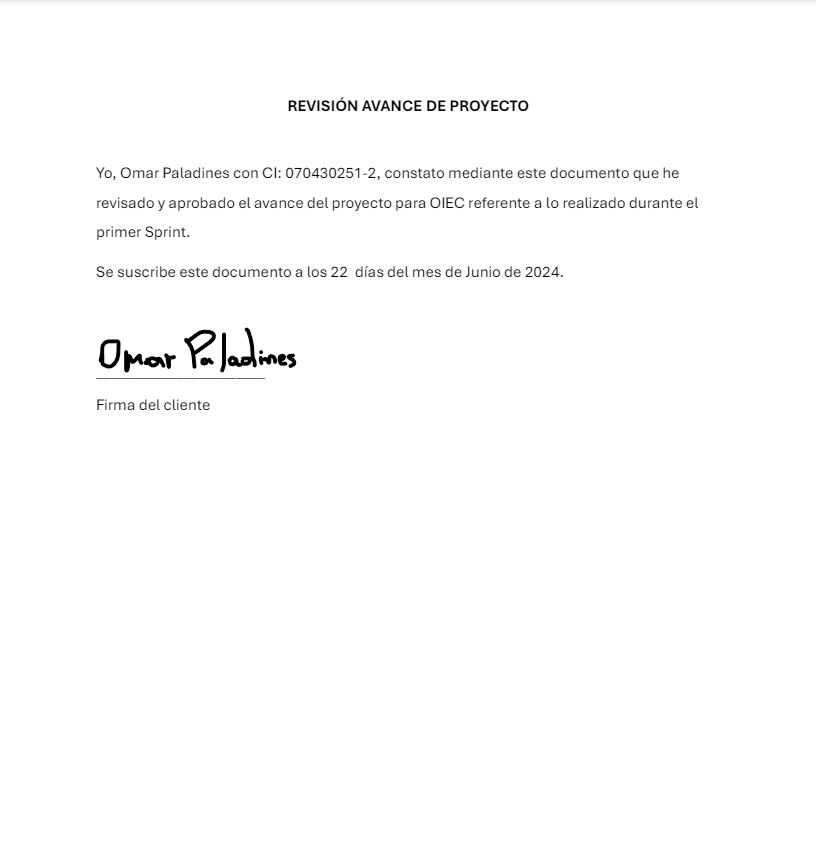 REVISIÓN AVANCE DE PROYECTO
Yo, Omar Paladines con CI: 070430251-2, constato mediante este documento que he
revisado y aprobado el avance del proyecto para OIEC referente a lo realizado durante el
primer Sprint.
Se suscribe este documento a los 22  días del mes de Junio de 2024.
Omar Paladines
Firma del cliente